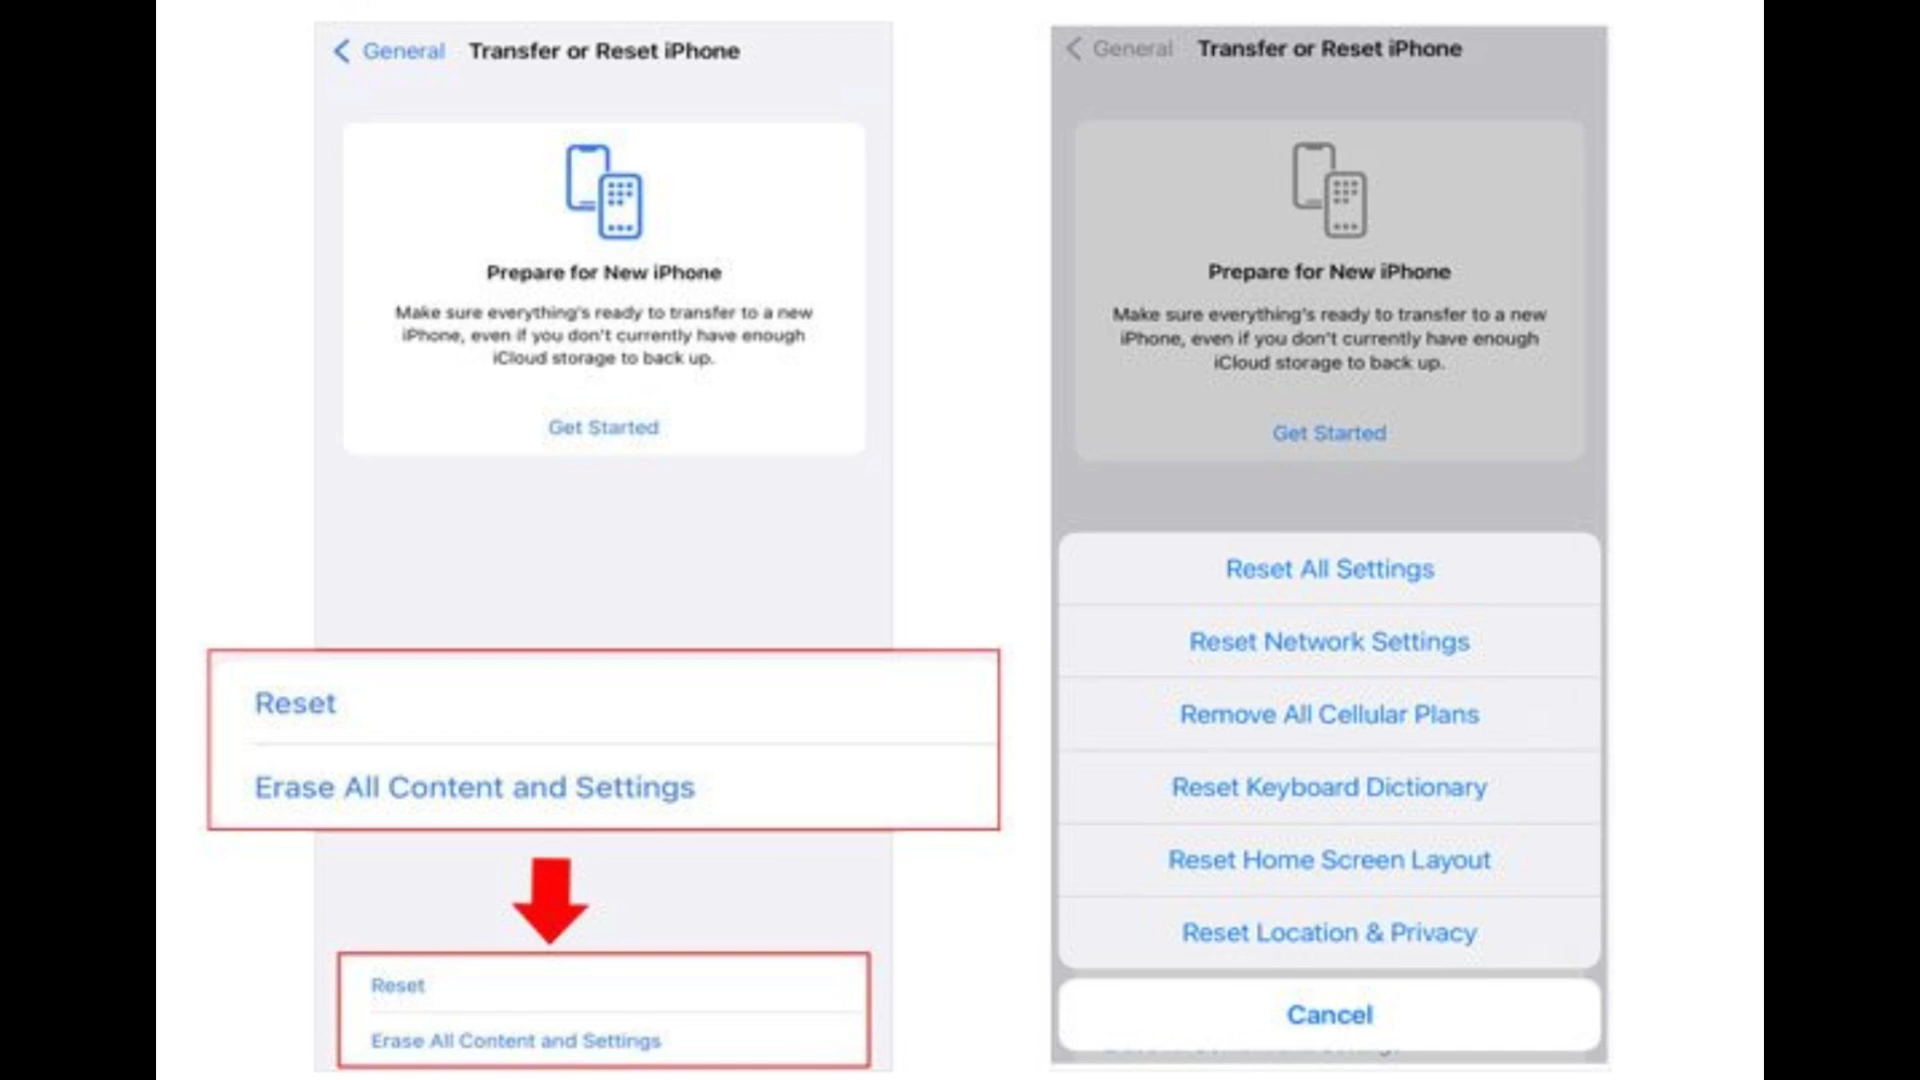 General Transfer or Reset iPhone
Prepare for New iPhone
Make sure everything's ready to transfer to a new
iPhone, even if you don't currently have enough
iCloud storage to back up.
Get Started
Reset
Erase All Content and Settings
Reset
Erase All Content and Settings
General Transfer or Reset iPhone
Prepare for New iPhone
Make sure everything's ready to transfer to a new
iPhone, even if you don't currently have enough
iCloud storage to back up.
Get Started
Reset All Settings
Reset Network Settings
Remove All Cellular Plans
Reset Keyboard Dictionary
Reset Home Screen Layout
Reset Location & Privacy
Cancel